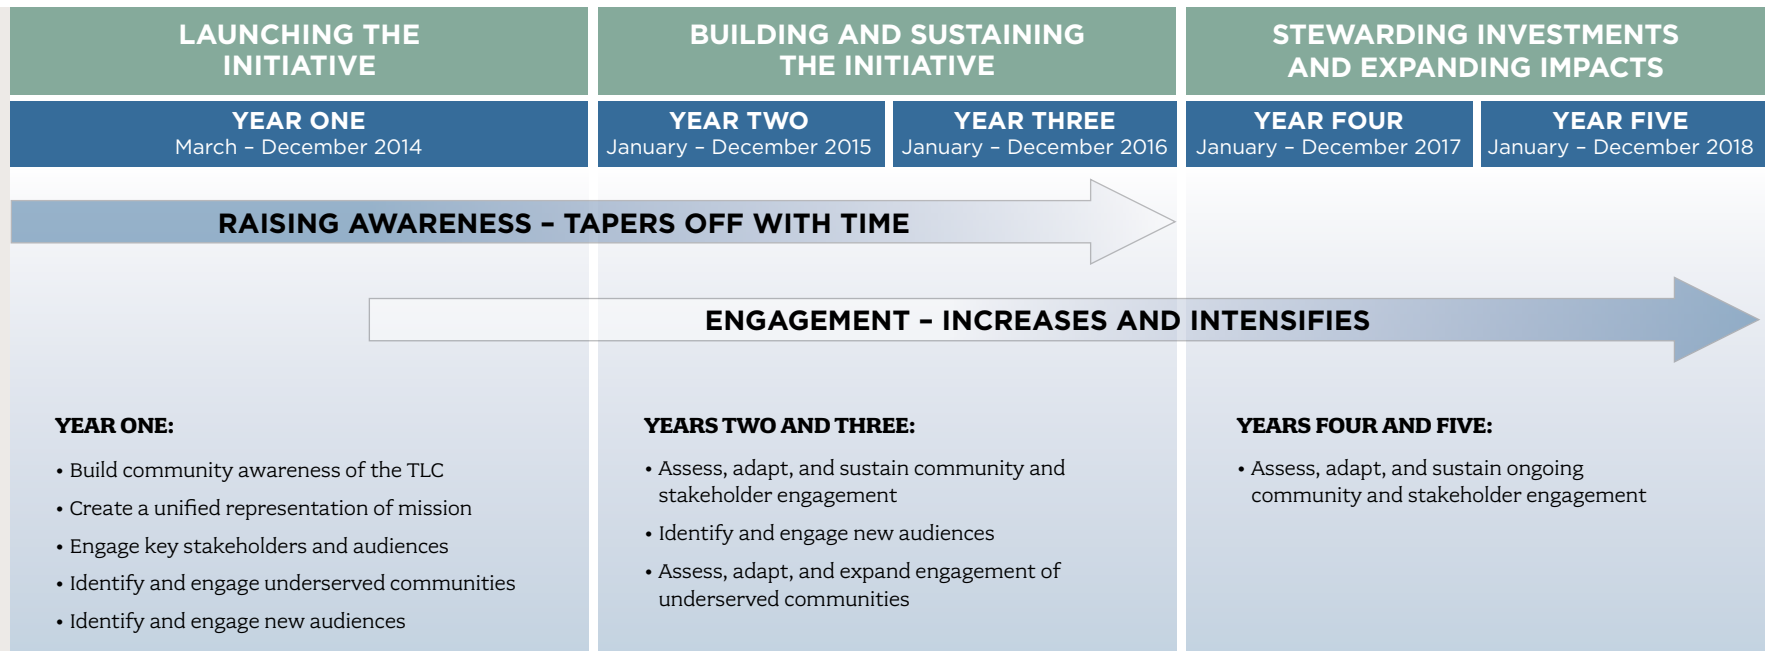 LAUNCHING THE
INITIATIVE
BUILDING AND SUSTAINING
THE INITIATIVE
STEWARDING INVESTMENTS
AND EXPANDING IMPACTS
YEAR ONE
March – December 2014
YEAR TWO
January – December 2015
YEAR THREE
January – December 2016
YEAR FOUR
January – December 2017
YEAR FIVE
January – December 2018
RAISING AWARENESS – TAPERS OFF WITH TIME
ENGAGEMENT – INCREASES AND INTENSIFIES
YEAR ONE:
• Build community awareness of the TLC
• Create a unified representation of mission
• Engage key stakeholders and audiences
• Identify and engage underserved communities
• Identify and engage new audiences
YEARS TWO AND THREE:
• Assess, adapt, and sustain community and
stakeholder engagement
• Identify and engage new audiences
• Assess, adapt, and expand engagement of
underserved communities
YEARS FOUR AND FIVE:
• Assess, adapt, and sustain ongoing
community and stakeholder engagement